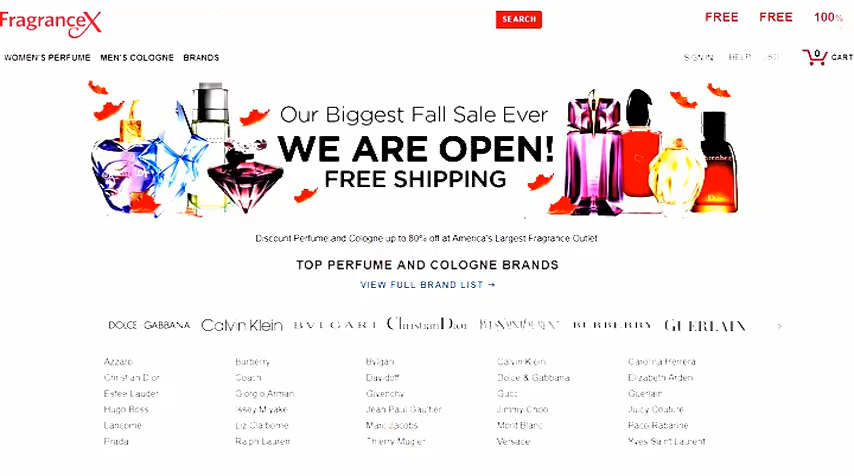 FragranceX SEARCH FREE FREE 100%
WOMEN'S PERFUME MEN'S COLOGNE BRANDS SIGN IN HELP USD 0 CART
Our Biggest Fall Sale Ever
WE ARE OPEN!
FREE SHIPPING
Discount Perfume and Cologne up to 80% off at America's Largest Fragrance Outlet
TOP PERFUME AND COLOGNE BRANDS
VIEW FULL BRAND LIST →
DOLCE & GABBANA Calvin Klein BVLGARI Christian Dior YVES SAINT LAURENT BURBERRY GUERLAIN >
Azzaro Burberry Bvlgari Calvin Klein Carolina Herrera
Christian Dior Coach Davidoff Dolce & Gabbana Elizabeth Arden
Estee Lauder Giorgio Armani Givenchy Gucci Guerlain
Hugo Boss Issey Miyake Jean Paul Gaultier Jimmy Choo Juicy Couture
Lancome Liz Claiborne Marc Jacobs Mont Blanc Paco Rabanne
Prada Ralph Lauren Thierry Mugler Versace Yves Saint Laurent